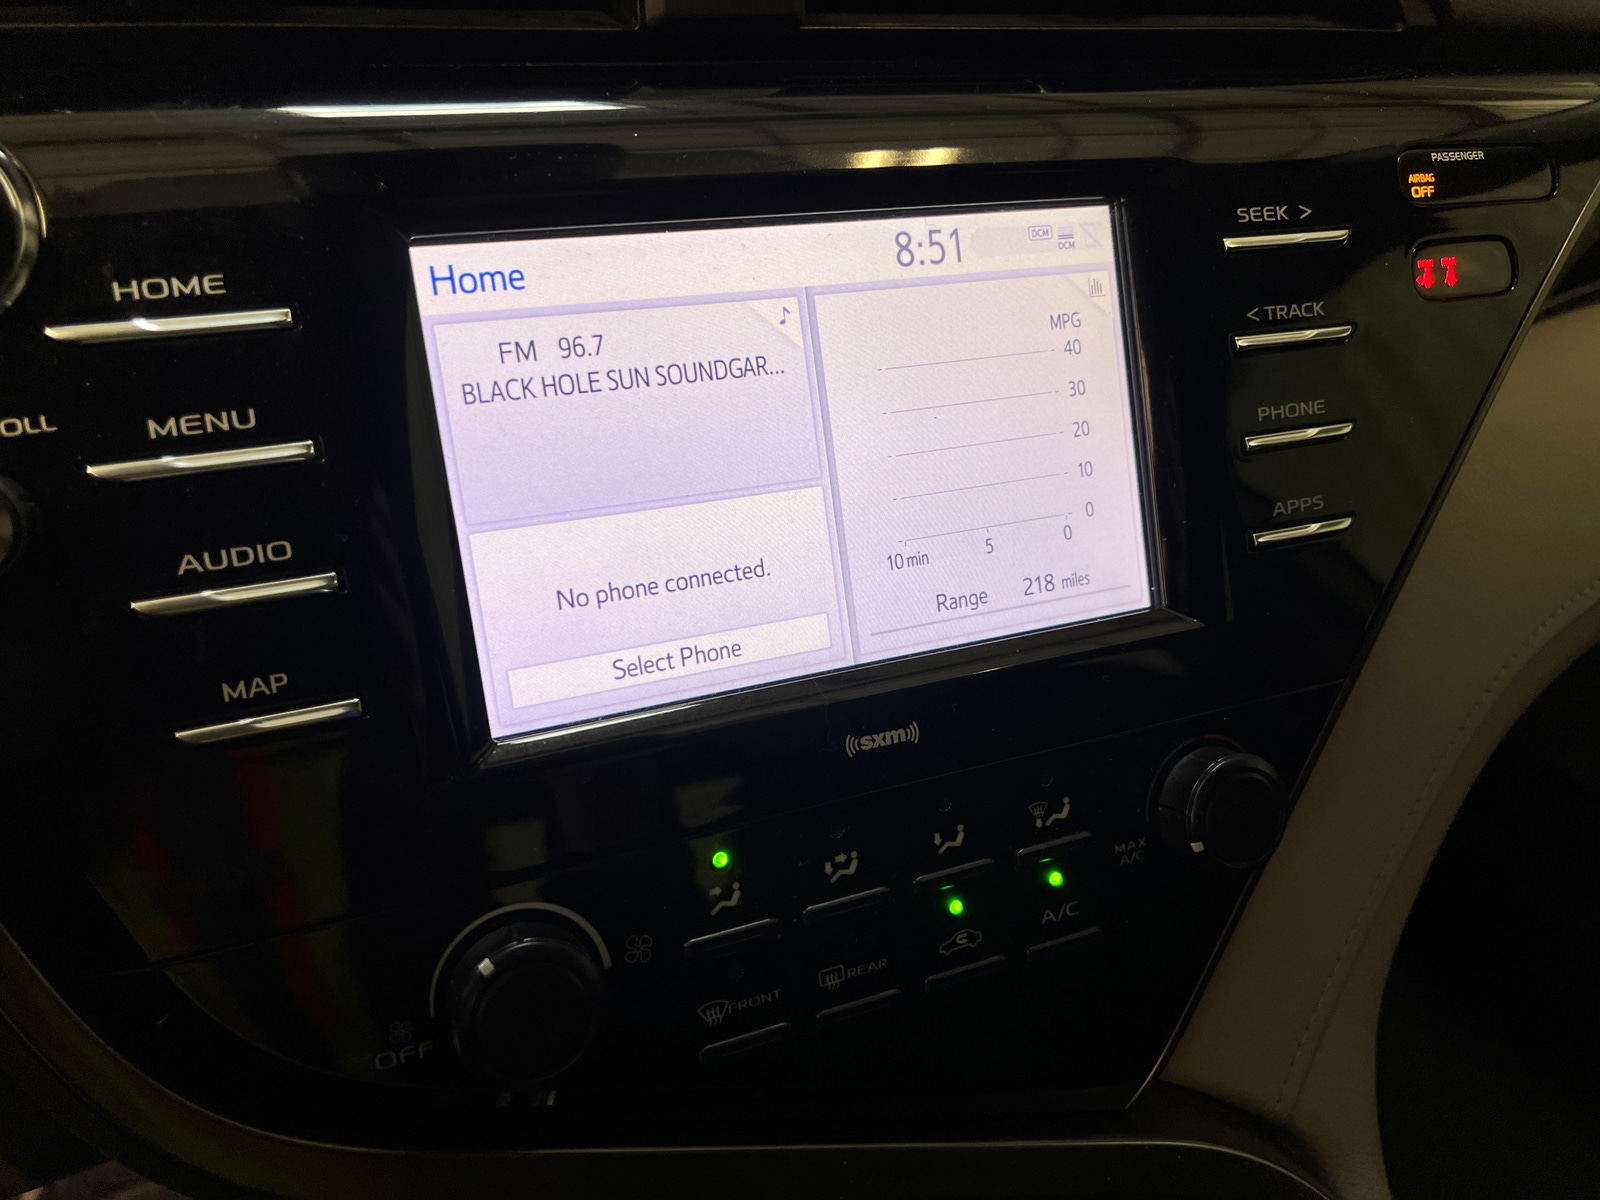 PASSENGER
AIRBAG
OFF
SEEK >
< TRACK
PHONE
APPS
HOME
MENU
AUDIO
MAP
OLL
Home
8:51
DCM
DCM
FM 96.7
BLACK HOLE SUN SOUNDGAR...
No phone connected.
Select Phone
MPG
40
30
20
10
0
10 min 5 0
Range 218 miles
((sxm))
MAX
A/C
A/C
REAR
FRONT
OFF